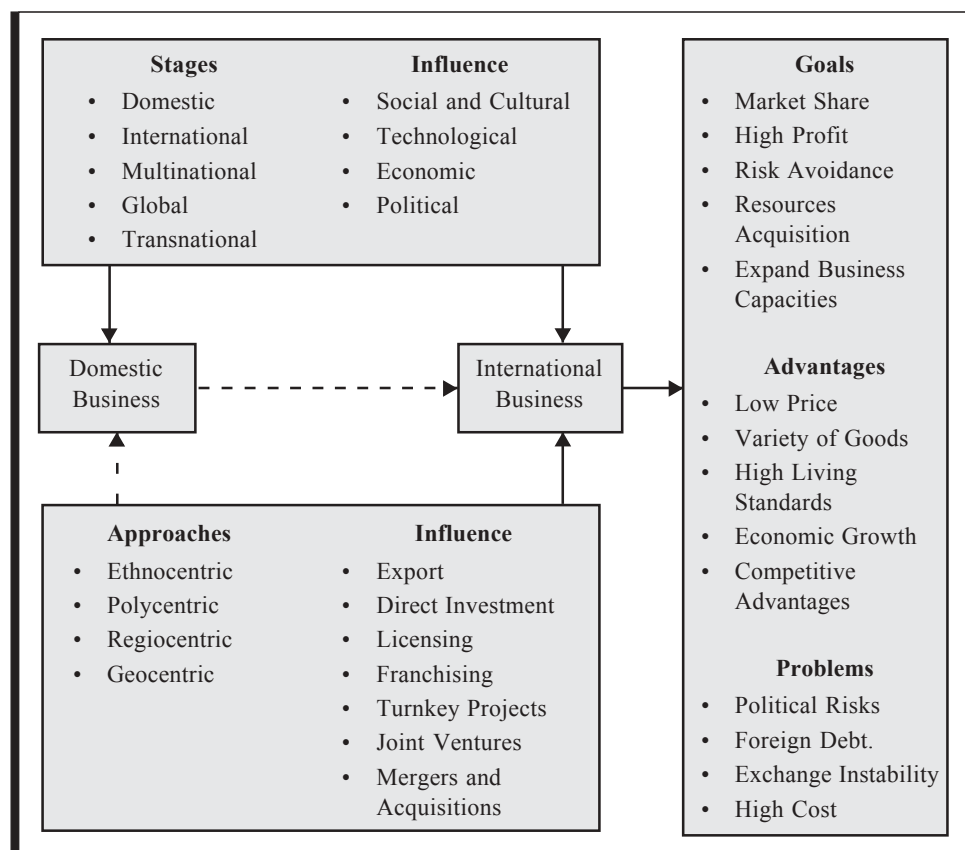 Stages
• Domestic
• International
• Multinational
• Global
• Transnational
Influence
• Social and Cultural
• Technological
• Economic
• Political
Domestic
Business
International
Business
Approaches
• Ethnocentric
• Polycentric
• Regiocentric
• Geocentric
Influence
• Export
• Direct Investment
• Licensing
• Franchising
• Turnkey Projects
• Joint Ventures
• Mergers and
Acquisitions
Goals
• Market Share
• High Profit
• Risk Avoidance
• Resources
Acquisition
• Expand Business
Capacities
Advantages
• Low Price
• Variety of Goods
• High Living
Standards
• Economic Growth
• Competitive
Advantages
Problems
• Political Risks
• Foreign Debt.
• Exchange Instability
• High Cost